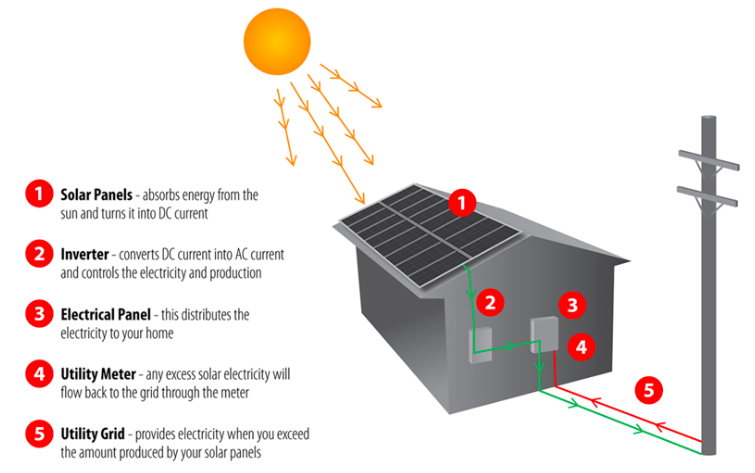 1 Solar Panels - absorbs energy from the
sun and turns it into DC current
2 Inverter - converts DC current into AC current
and controls the electricity and production
3 Electrical Panel - this distributes the
electricity to your home
4 Utility Meter - any excess solar electricity will
flow back to the grid through the meter
5 Utility Grid - provides electricity when you exceed
the amount produced by your solar panels
1
2
3
4
5